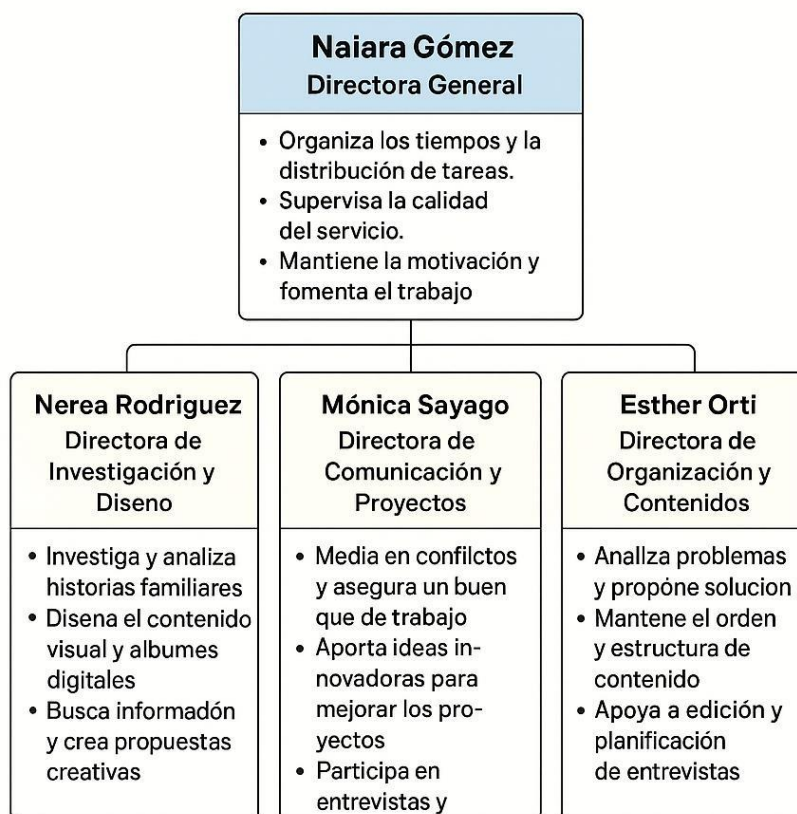 Naiara Gómez
Directora General
• Organiza los tiempos y la
distribución de tareas.
• Supervisa la calidad
del servicio.
• Mantiene la motivación y
fomenta el trabajo
Nerea Rodriguez
Directora de
Investigación y
Diseno
• Investiga y analiza
historias familiares
• Disena el contenido
visual y albumes
digitales
• Busca informadón
y crea propuestas
creativas
Mónica Sayago
Directora de
Comunicación y
Proyectos
• Media en confilctos
y asegura un buen
que de trabajo
• Aporta ideas in-
novadoras para
mejorar los pro-
yectos
• Participa en
entrevistas y
Esther Orti
Directora de
Organización y
Contenidos
• Anallza problemas
y propone solucion
• Mantene el orden
y estructura de
contenido
• Apoya a edición y
planificación
de entrevistas